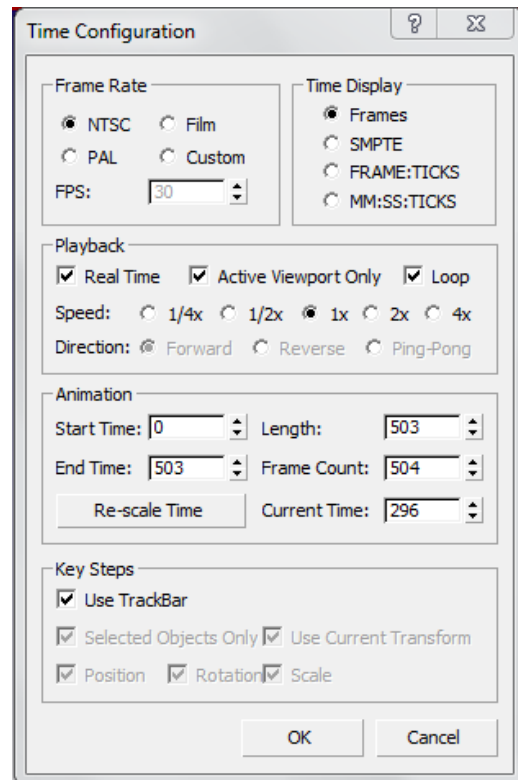 Time Configuration
Frame Rate
NTSC Film
PAL Custom
FPS: 30
Time Display
Frames
SMPTE
FRAME:TICKS
MM:SS:TICKS
Playback
Real Time Active Viewport Only Loop
Speed: 1/4x 1/2x 1x 2x 4x
Direction: Forward Reverse Ping-Pong
Animation
Start Time: 0 Length: 503
End Time: 503 Frame Count: 504
Re-scale Time Current Time: 296
Key Steps
Use TrackBar
Selected Objects Only Use Current Transform
Position Rotation Scale
OK Cancel